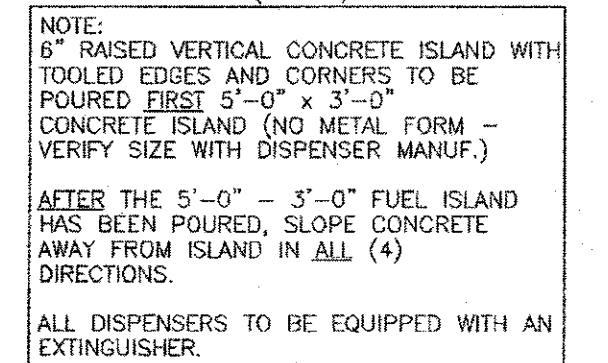 NOTE:
6" RAISED VERTICAL CONCRETE ISLAND WITH
TOOLED EDGES AND CORNERS TO BE
POURED FIRST 5'-0" x 3'-0"
CONCRETE ISLAND (NO METAL FORM -
VERIFY SIZE WITH DISPENSER MANUF.)
AFTER THE 5'-0" - 3'-0" FUEL ISLAND
HAS BEEN POURED, SLOPE CONCRETE
AWAY FROM ISLAND IN ALL (4)
DIRECTIONS.
ALL DISPENSERS TO BE EQUIPPED WITH AN
EXTINGUISHER.